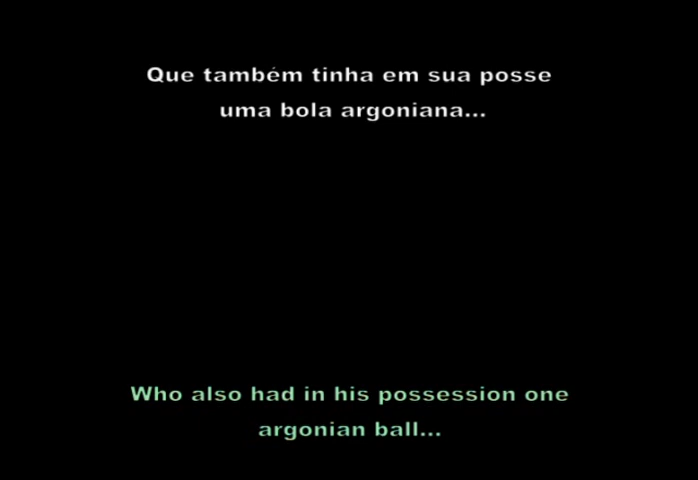 Que também tinha em sua posse
uma bola argoniana...
Who also had in his possession one
argonian ball...